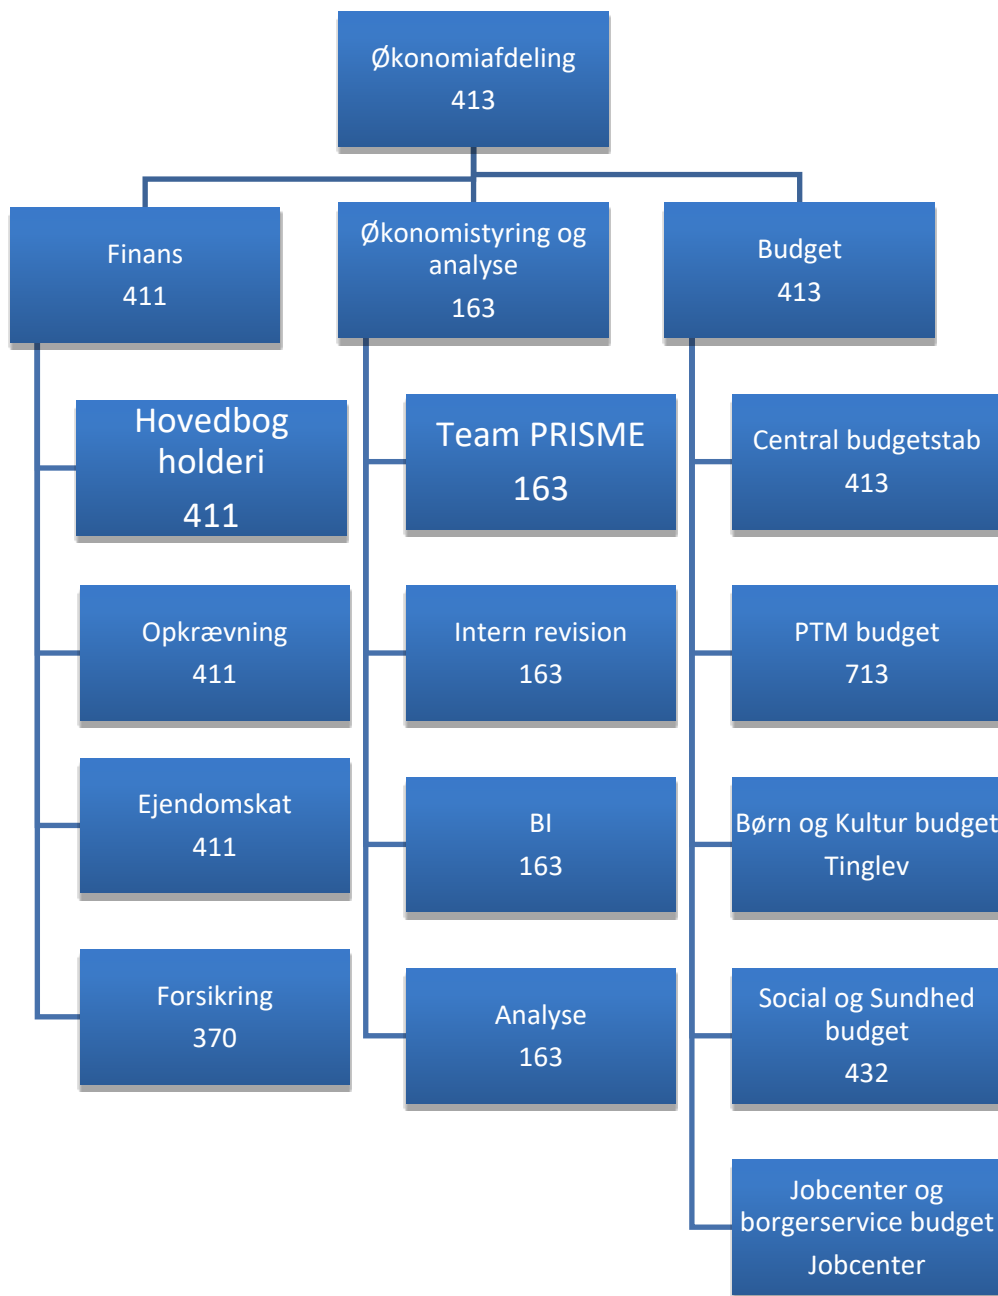 Økonomiafdeling
413
Finans
411
Økonomistyring og
analyse
163
Budget
413
Hovedbog
holderi
411
Opkrævning
411
Ejendomskat
411
Forsikring
370
Team PRISME
163
Intern revision
163
BI
163
Analyse
163
Central budgetstab
413
PTM budget
713
Børn og Kultur budget
Tinglev
Social og Sundhed
budget
432
Jobcenter og
borgerservice budget
Jobcenter